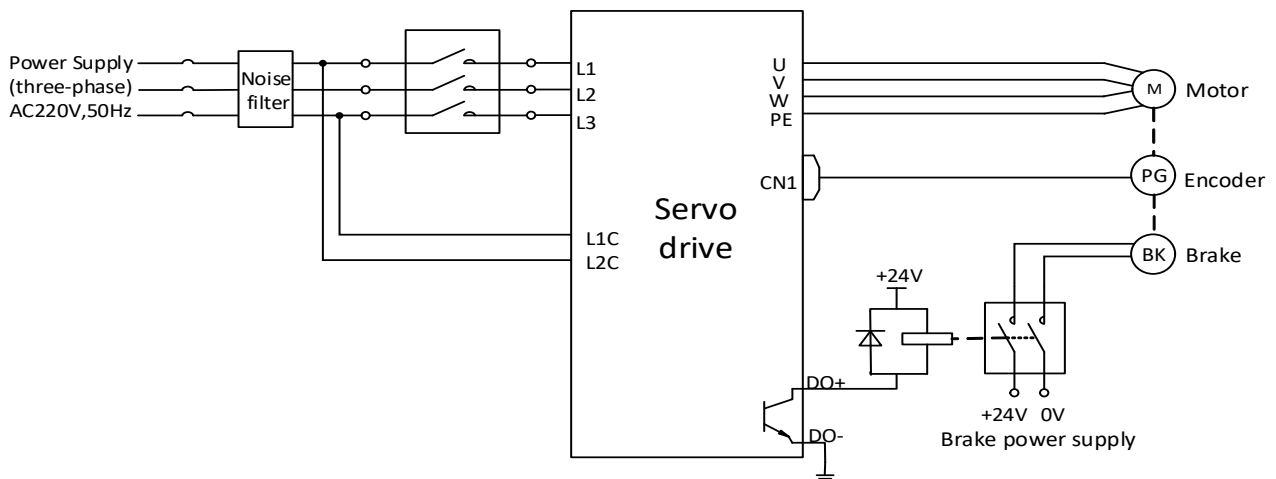 Power Supply
(three-phase)
AC220V,50Hz
Noise
filter
L1
L2
L3
L1C
L2C
Servo
drive
U
V
W
PE
CN1
DO+
DO-
M
Motor
PG
Encoder
BK
Brake
+24V
+24V 0V
Brake power supply